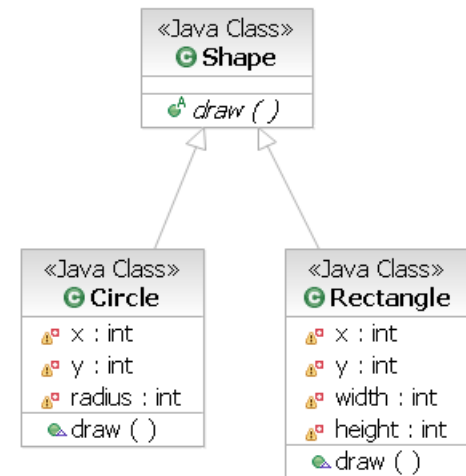 «Java Class»
Shape
draw ( )
«Java Class»
Circle
x : int
y : int
radius : int
draw ( )
«Java Class»
Rectangle
x : int
y : int
width : int
height : int
draw ( )